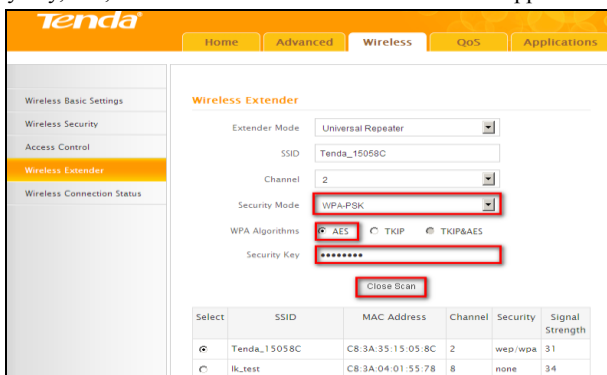 Tenda
Home Advanced Wireless QoS Applications
Wireless Basic Settings
Wireless Security
Access Control
Wireless Extender
Wireless Connection Status
Wireless Extender
Extender Mode Universal Repeater
SSID Tenda_15058C
Channel 2
Security Mode WPA-PSK
WPA Algorithms AES TKIP TKIP&AES
Security Key ••••••••
Close Scan
Select SSID MAC Address Channel Security Signal Strength
Tenda_15058C C8:3A:35:15:05:8C 2 wep/wpa 31
lk_test C8:3A:04:01:55:78 8 none 34